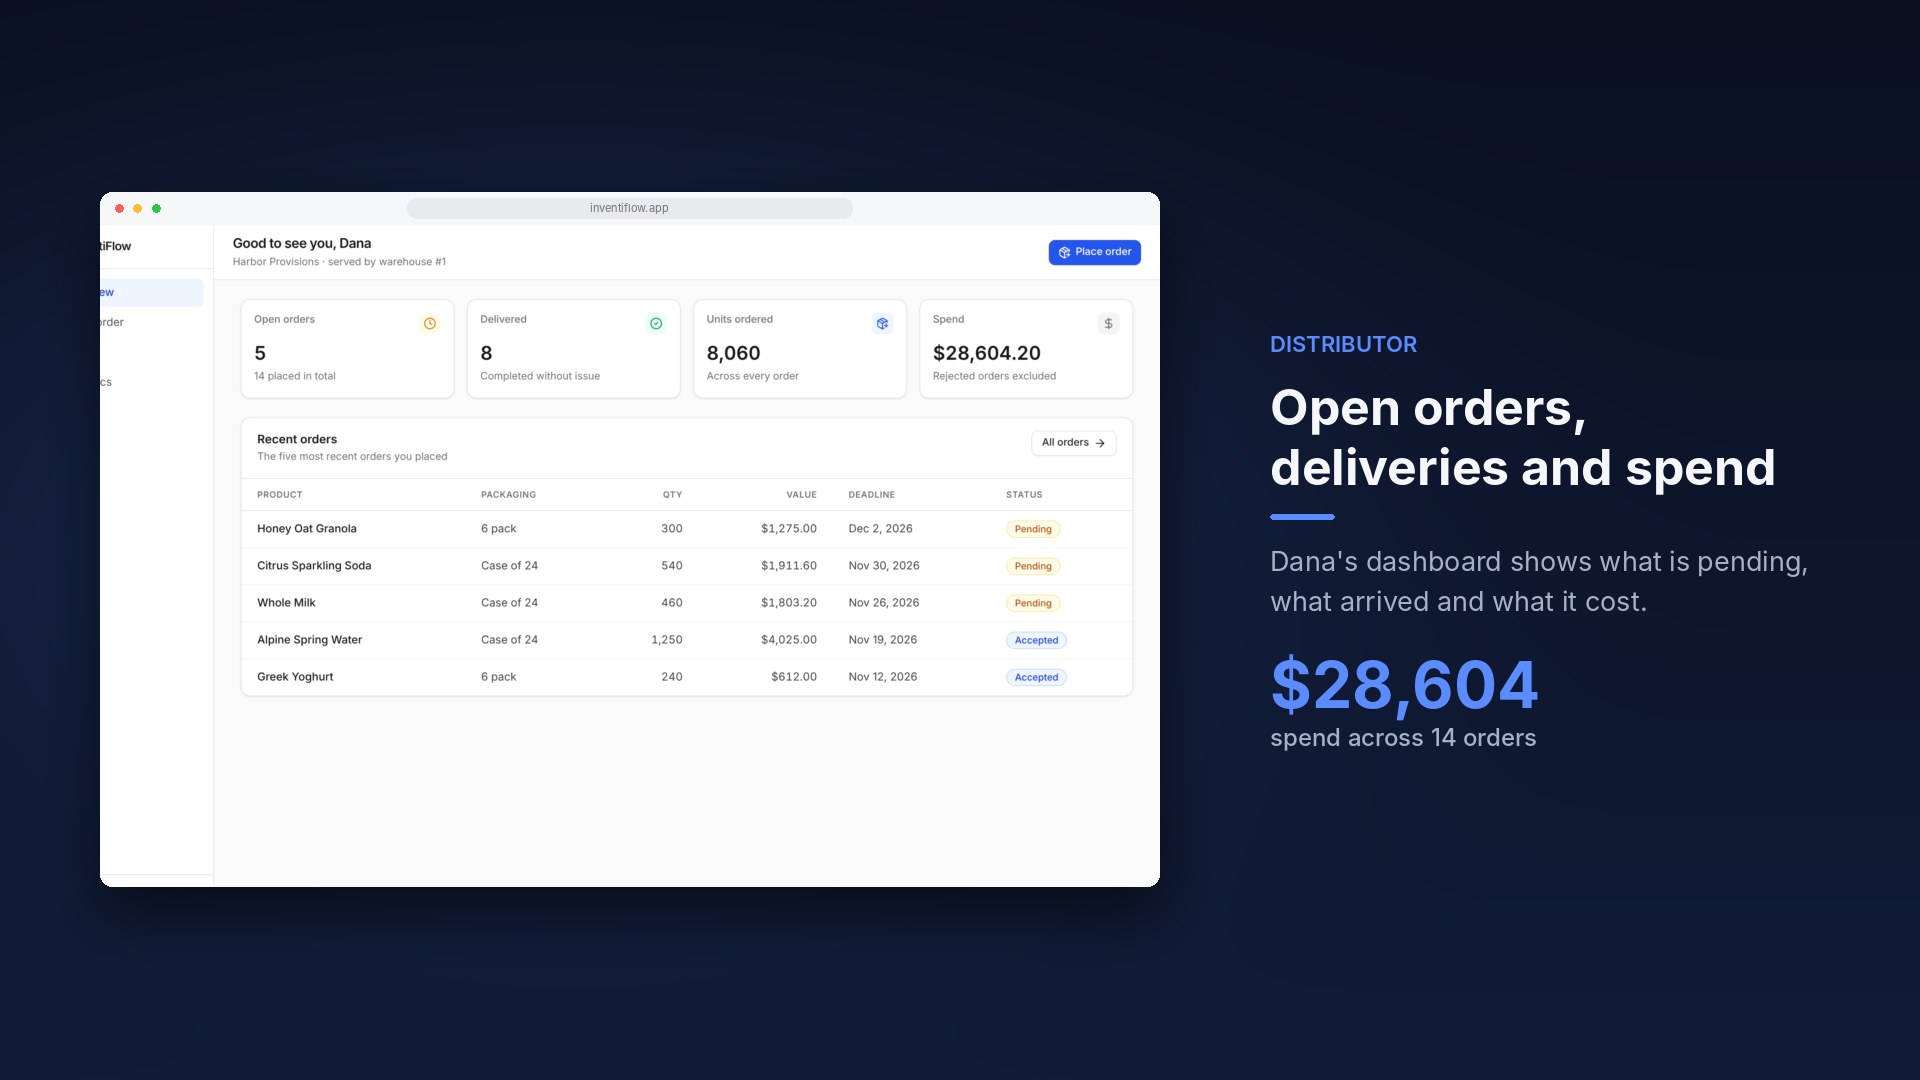 inventiflow.app
tiFlow
ew
order
cs
Good to see you, Dana
Harbor Provisions · served by warehouse #1
Place order
Open orders
5
14 placed in total
Delivered
8
Completed without issue
Units ordered
8,060
Across every order
Spend
$28,604.20
Rejected orders excluded
Recent orders
The five most recent orders you placed
All orders
PRODUCT PACKAGING QTY VALUE DEADLINE STATUS
Honey Oat Granola 6 pack 300 $1,275.00 Dec 2, 2026 Pending
Citrus Sparkling Soda Case of 24 540 $1,911.60 Nov 30, 2026 Pending
Whole Milk Case of 24 460 $1,803.20 Nov 26, 2026 Pending
Alpine Spring Water Case of 24 1,250 $4,025.00 Nov 19, 2026 Accepted
Greek Yoghurt 6 pack 240 $612.00 Nov 12, 2026 Accepted
DISTRIBUTOR
Open orders,
deliveries and spend
Dana's dashboard shows what is pending,
what arrived and what it cost.
$28,604
spend across 14 orders